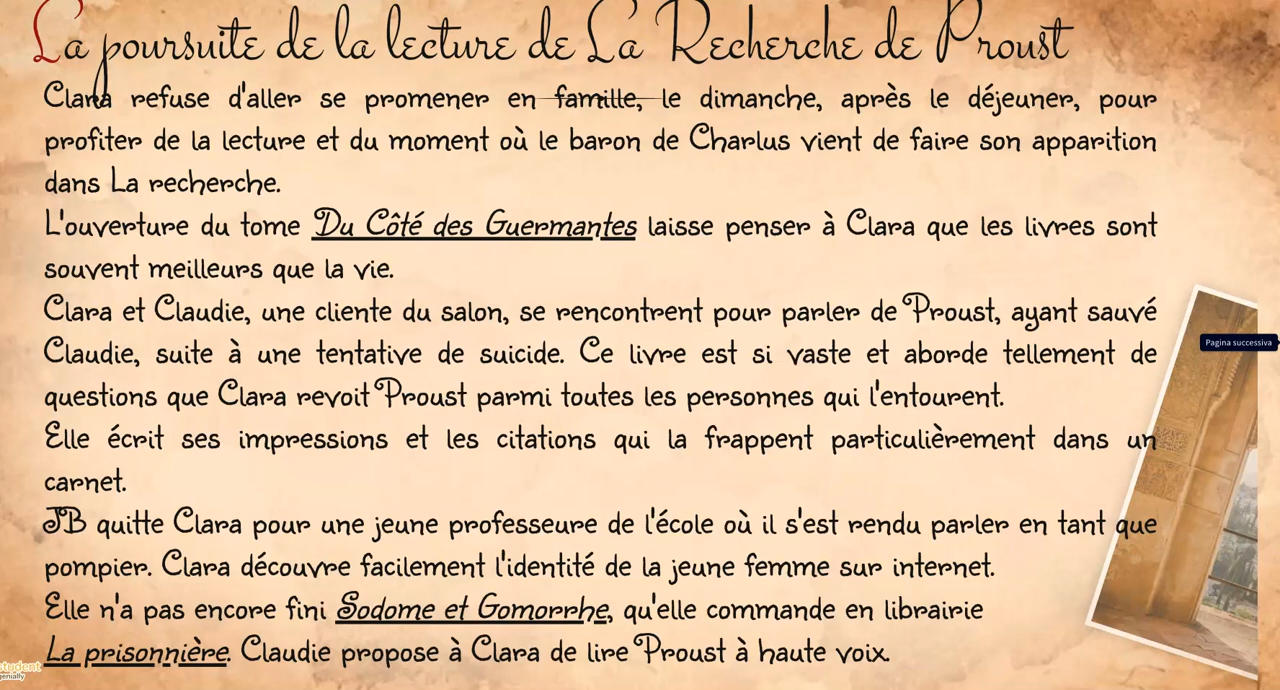 La poursuite de la lecture de La Recherche de Proust
Clara refuse d'aller se promener en famille, le dimanche, après le déjeuner, pour
profiter de la lecture et du moment où le baron de Charlus vient de faire son apparition
dans La recherche.
L'ouverture du tome Du Côté des Guermantes laisse penser à Clara que les livres sont
souvent meilleurs que la vie.
Clara et Claudie, une cliente du salon, se rencontrent pour parler de Proust, ayant sauvé
Claudie, suite à une tentative de suicide. Ce livre est si vaste et aborde tellement de
questions que Clara revoit Proust parmi toutes les personnes qui l'entourent.
Elle écrit ses impressions et les citations qui la frappent particulièrement dans un
carnet.
JB quitte Clara pour une jeune professeure de l'école où il s'est rendu parler en tant que
pompier. Clara découvre facilement l'identité de la jeune femme sur internet.
Elle n'a pas encore fini Sodome et Gomorrhe, qu'elle commande en librairie
La prisonnière. Claudie propose à Clara de lire Proust à haute voix.
Pagina successiva
student
genially